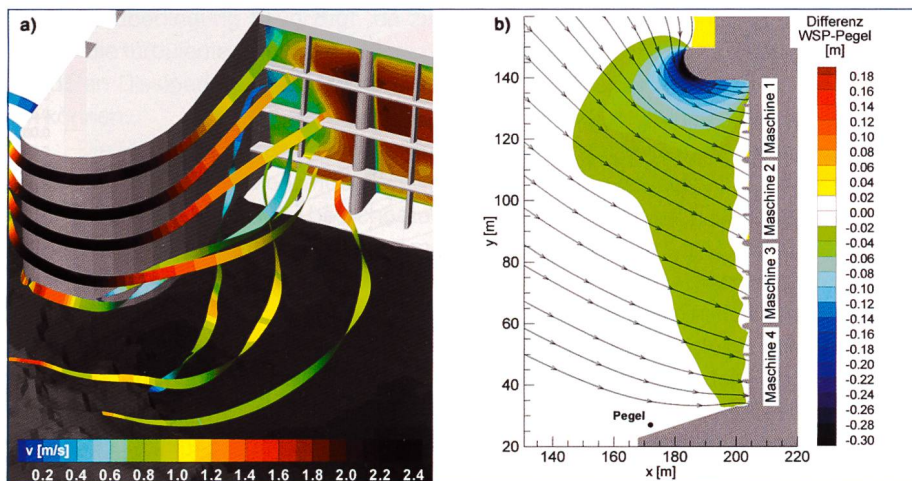 a)
v [m/s]
0.2 0.4 0.6 0.8 1.0 1.2 1.4 1.6 1.8 2.0 2.2 2.4
b)
Differenz
WSP-Pegel
[m]
0.18
0.16
0.14
0.12
0.10
0.08
0.06
0.04
0.02
0.00
-0.02
-0.04
-0.06
-0.08
-0.10
-0.12
-0.14
-0.16
-0.18
-0.20
-0.22
-0.24
-0.26
-0.28
-0.30
y [m]
140
120
100
80
60
40
20
Maschine 1
Maschine 2
Maschine 3
Maschine 4
Pegel
140 160 180 200 220
x [m]